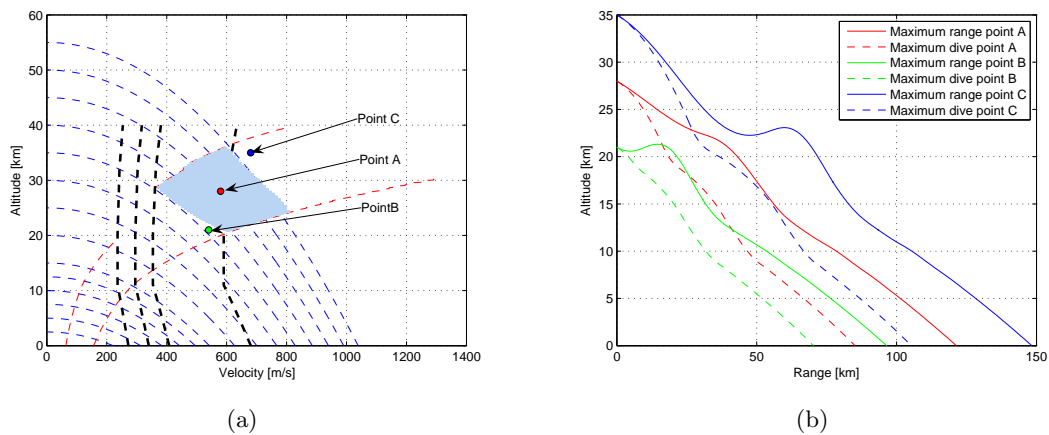 60
50
40
30
20
10
0
Altitude [km]
0 200 400 600 800 1000 1200 1400
Velocity [m/s]
Point C
Point A
PointB
(a)
35
30
25
20
15
10
5
0
Altitude [km]
0 50 100 150
Range [km]
Maximum range point A
Maximum dive point A
Maximum range point B
Maximum dive point B
Maximum range point C
Maximum dive point C
(b)